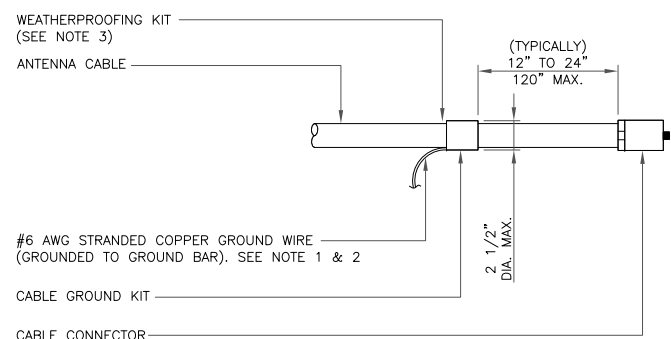 WEATHERPROOFING KIT
(SEE NOTE 3)
ANTENNA CABLE
(TYPICALLY)
12” TO 24”
120” MAX.
2 1/2”
DIA. MAX.
#6 AWG STRANDED COPPER GROUND WIRE
(GROUNDED TO GROUND BAR). SEE NOTE 1 & 2
CABLE GROUND KIT
CABLE CONNECTOR